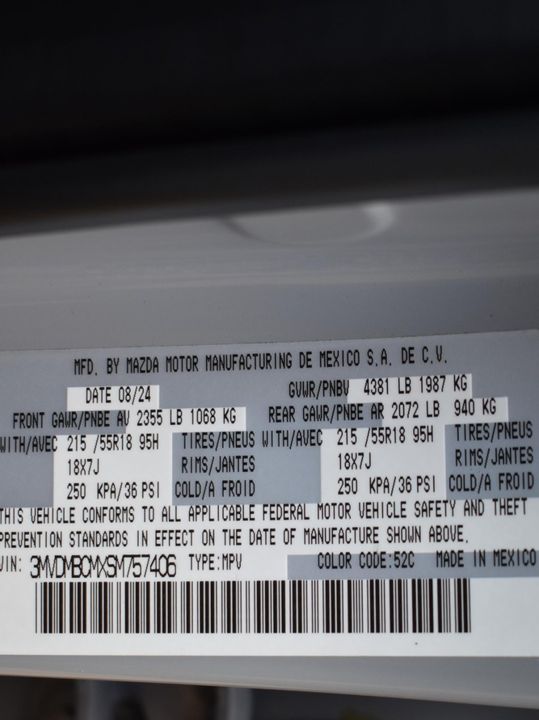 MFD. BY MAZDA MOTOR MANUFACTURING DE MEXICO S.A. DE C.V.
DATE 08/24 GVWR/PNBV 4381 LB 1987 KG
FRONT GAWR/PNBE AV 2355 LB 1068 KG REAR GAWR/PNBE AR 2072 LB 940 KG
WITH/AVEC 215 /55R18 95H TIRES/PNEUS WITH/AVEC 215 /55R18 95H TIRES/PNEUS
18X7J RIMS/JANTES 18X7J RIMS/JANTES
250 KPA/36 PSI COLD/A FROID 250 KPA/36 PSI COLD/A FROID
THIS VEHICLE CONFORMS TO ALL APPLICABLE FEDERAL MOTOR VEHICLE SAFETY AND THEFT
PREVENTION STANDARDS IN EFFECT ON THE DATE OF MANUFACTURE SHOWN ABOVE.
VIN: 3MVDMBCMXSM757406 TYPE:MPV COLOR CODE:52C MADE IN MEXICO